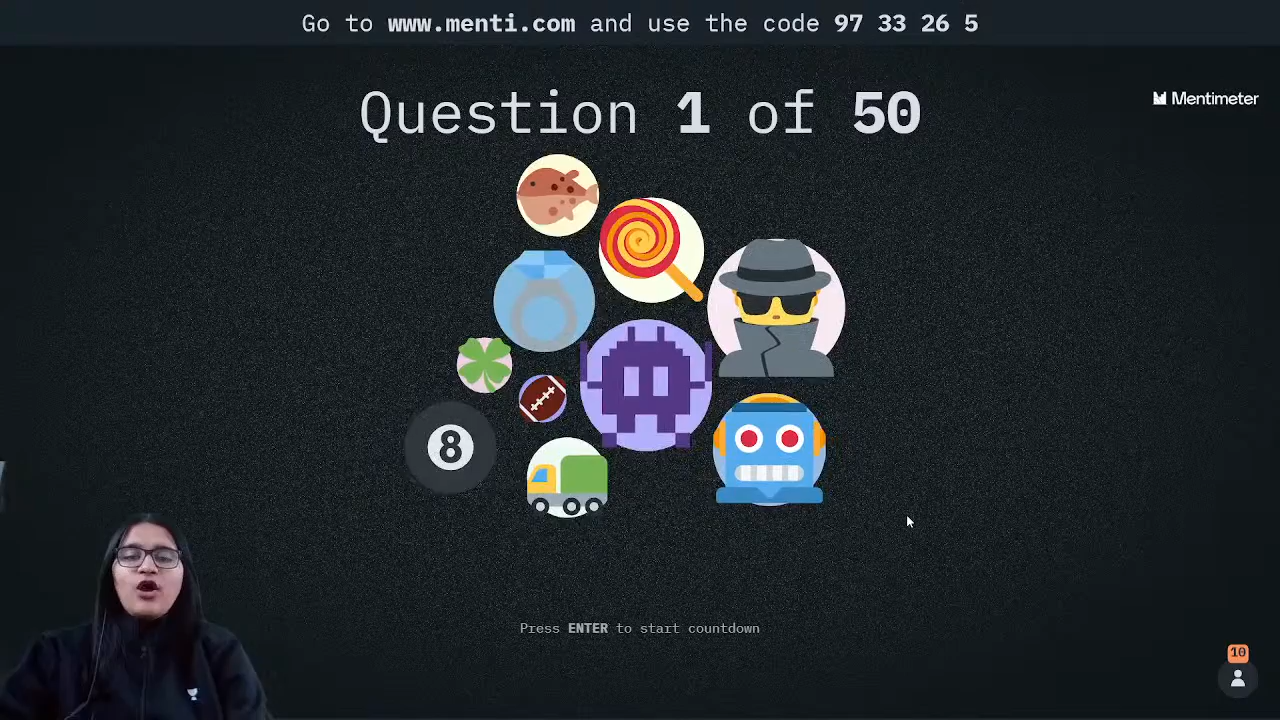 Go to www.menti.com and use the code 97 33 26 5
Mentimeter
Question 1 of 50
8
Press ENTER to start countdown
10